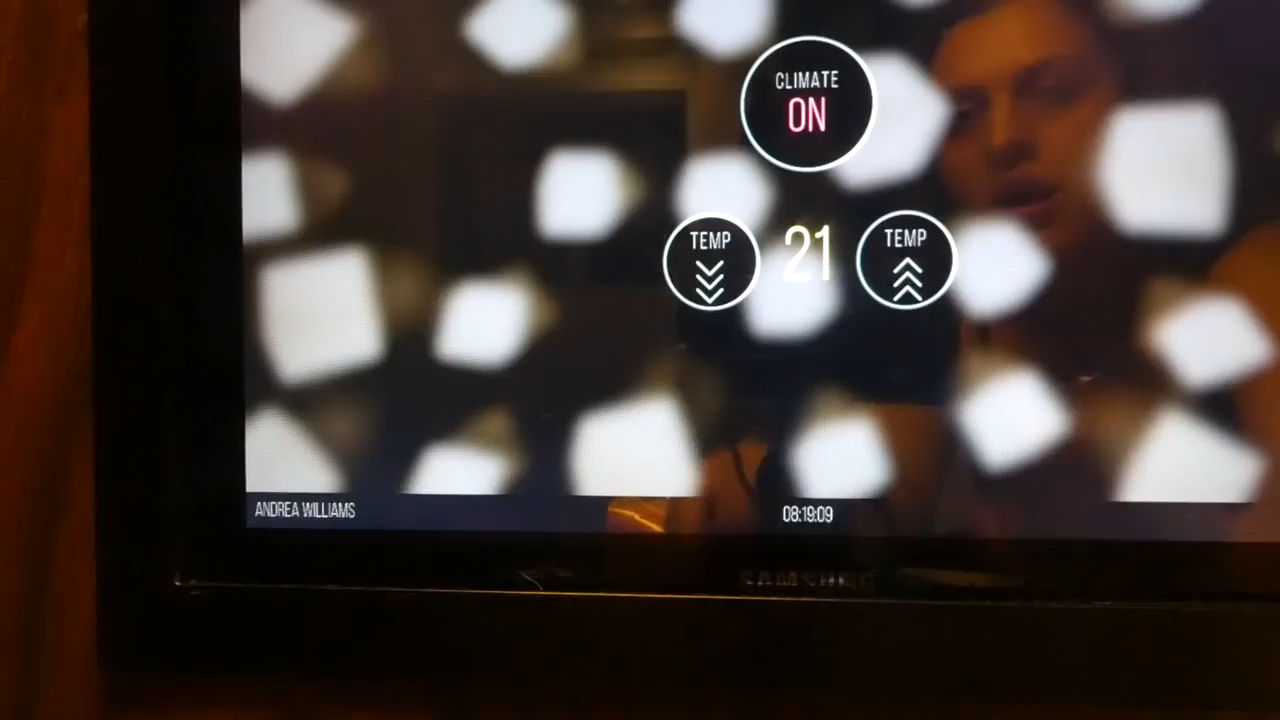 CLIMATE
ON
TEMP
21
TEMP
ANDREA WILLIAMS
08:19:09
SAMSUNG